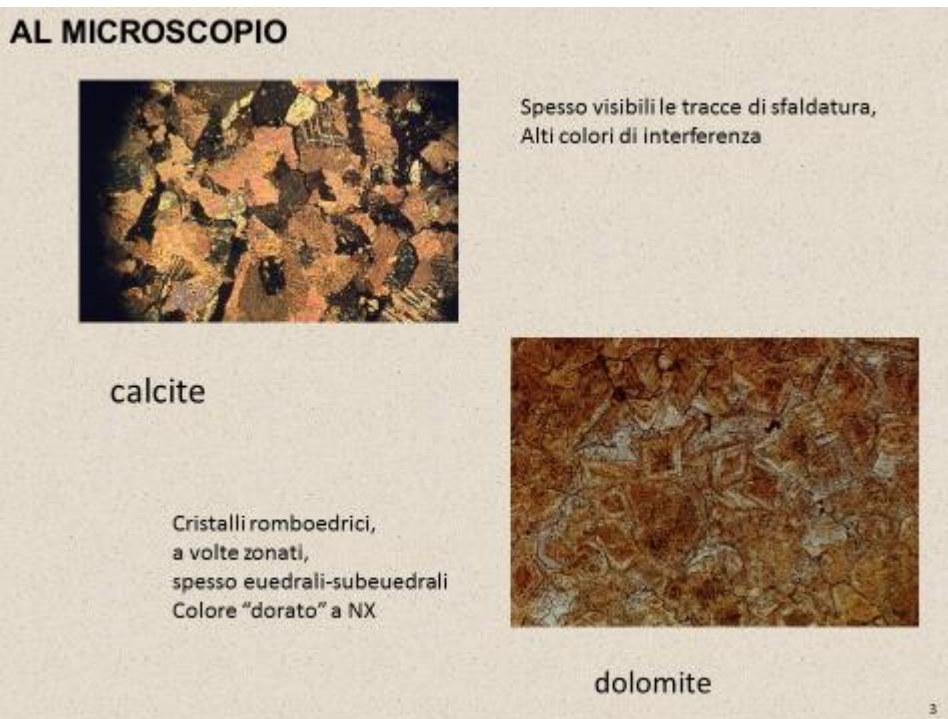 AL MICROSCOPIO
Spesso visibili le tracce di sfaldatura,
Alti colori di interferenza
calcite
Cristalli romboedrici,
a volte zonati,
spesso euedrali-subeuedrali
Colore “dorato” a NX
dolomite
3